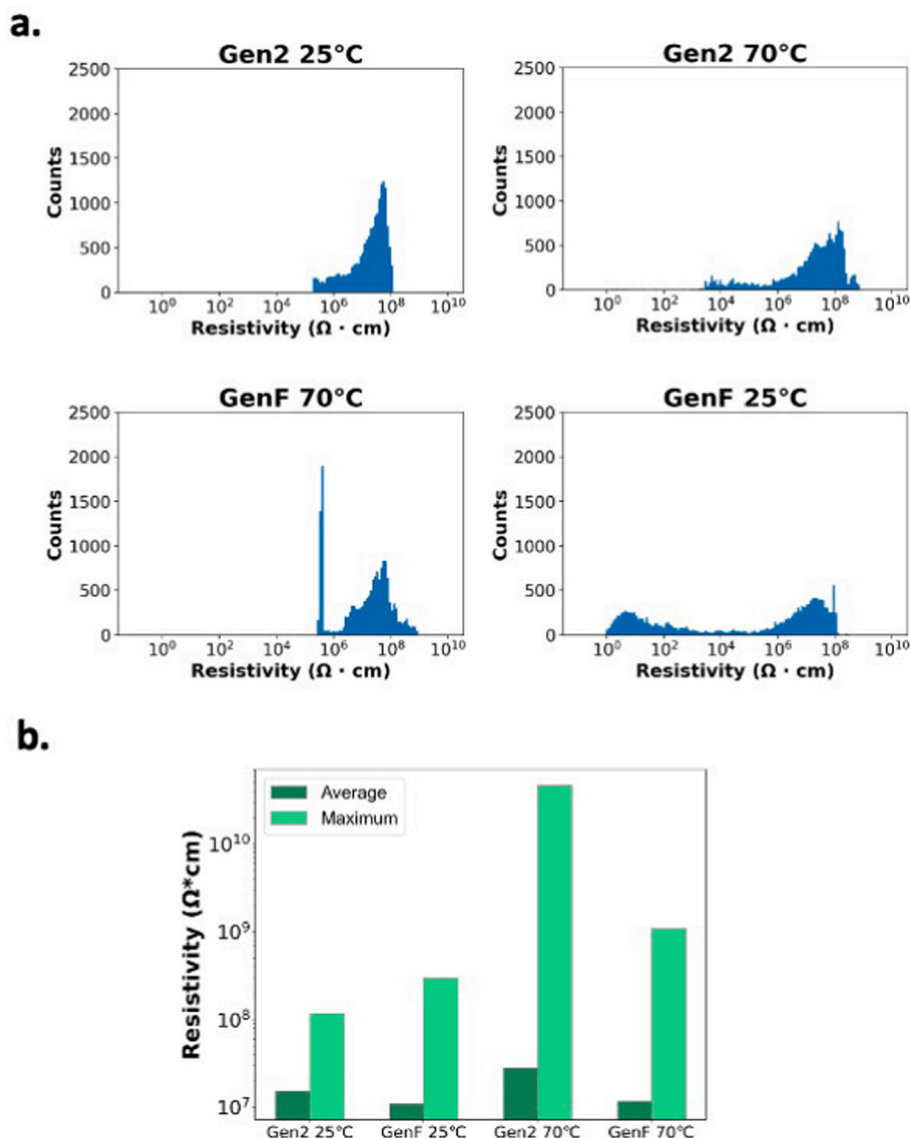 a.
Gen2 25°C
2500
2000
1500
1000
500
0
Counts
10⁰ 10² 10⁴ 10⁶ 10⁸ 10¹⁰
Resistivity (Ω · cm)
Gen2 70°C
2500
2000
1500
1000
500
0
Counts
10⁰ 10² 10⁴ 10⁶ 10⁸ 10¹⁰
Resistivity (Ω · cm)
GenF 70°C
2500
2000
1500
1000
500
0
Counts
10⁰ 10² 10⁴ 10⁶ 10⁸ 10¹⁰
Resistivity (Ω · cm)
GenF 25°C
2500
2000
1500
1000
500
0
Counts
10⁰ 10² 10⁴ 10⁶ 10⁸ 10¹⁰
Resistivity (Ω · cm)
b.
Average
Maximum
10¹⁰
10⁹
10⁸
10⁷
Resistivity (Ω*cm)
Gen2 25°C GenF 25°C Gen2 70°C GenF 70°C